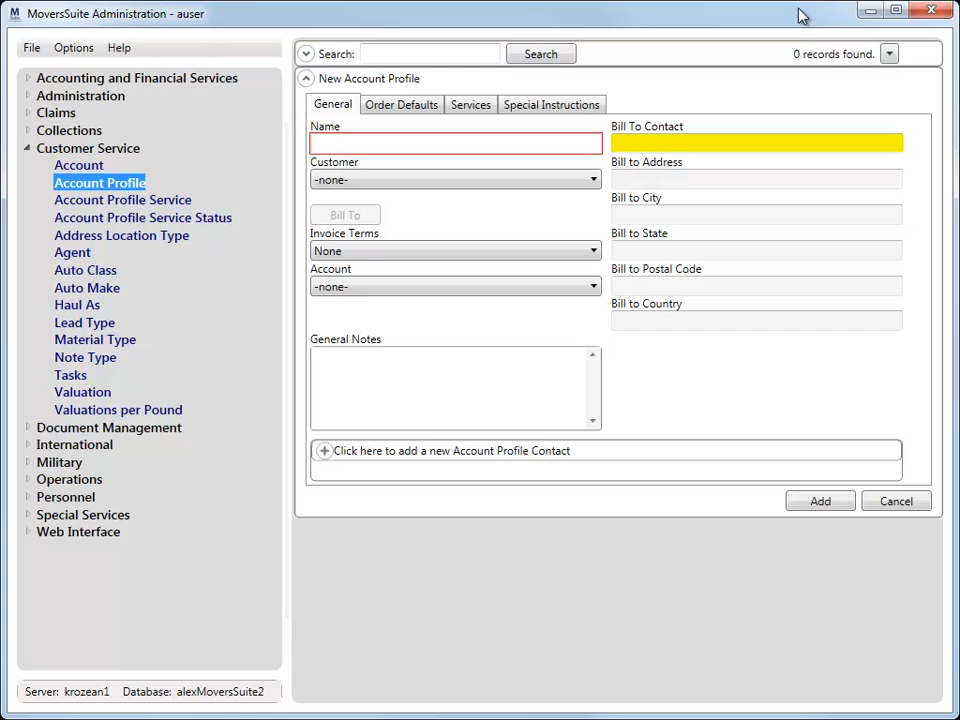 MoversSuite Administration - auser
File Options Help
Accounting and Financial Services
Administration
Claims
Collections
Customer Service
Account
Account Profile
Account Profile Service
Account Profile Service Status
Address Location Type
Agent
Auto Class
Auto Make
Haul As
Lead Type
Material Type
Note Type
Tasks
Valuation
Valuations per Pound
Document Management
International
Military
Operations
Personnel
Special Services
Web Interface
Server: krozean1 Database: alexMoversSuite2
Search: Search 0 records found.
New Account Profile
General Order Defaults Services Special Instructions
Name
Customer
-none-
Bill To
Invoice Terms
None
Account
-none-
General Notes
Bill To Contact
Bill to Address
Bill to City
Bill to State
Bill to Postal Code
Bill to Country
Click here to add a new Account Profile Contact
Add Cancel